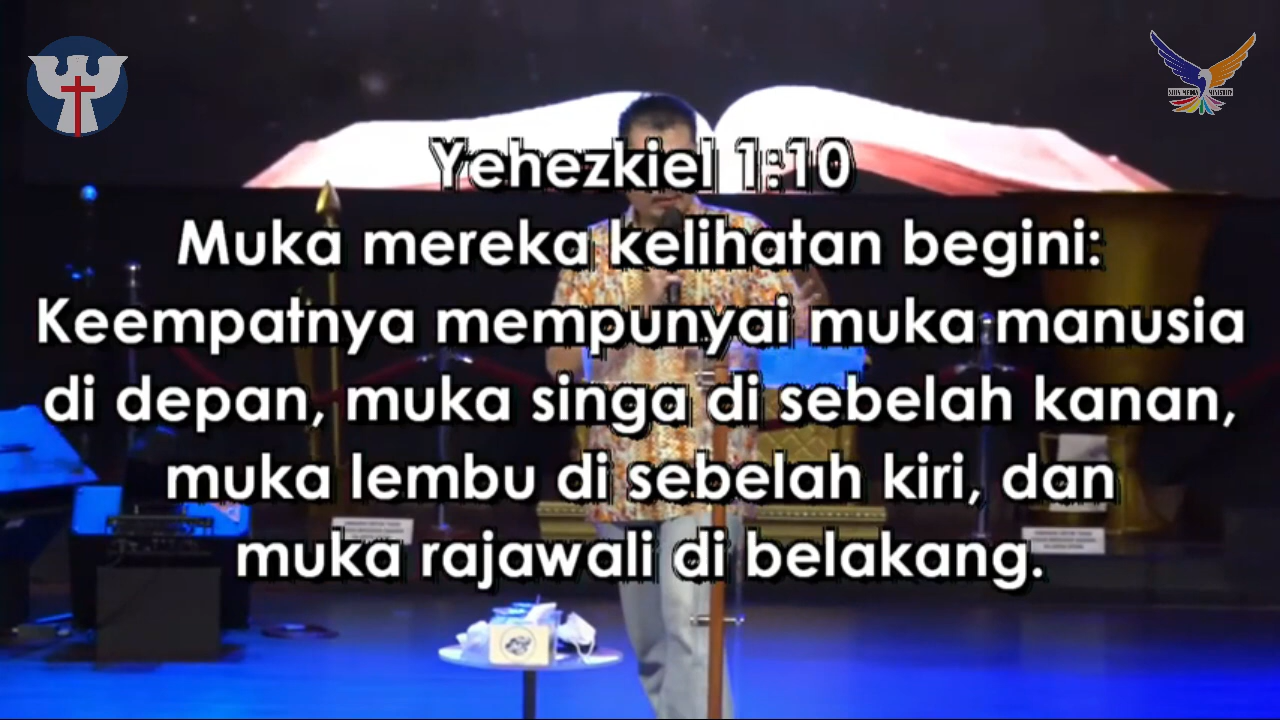 Yehezkiel 1:10
Muka mereka kelihatan begini:
Keempatnya mempunyai muka manusia
di depan, muka singa di sebelah kanan,
muka lembu di sebelah kiri, dan
muka rajawali di belakang.